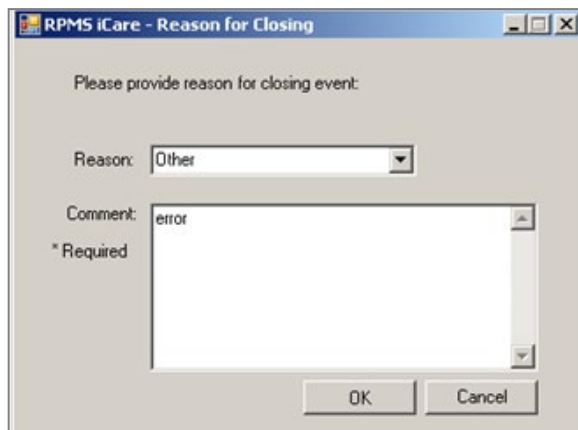 RPMS iCare - Reason for Closing
Please provide reason for closing event:
Reason: Other
Comment: error
* Required
OK Cancel